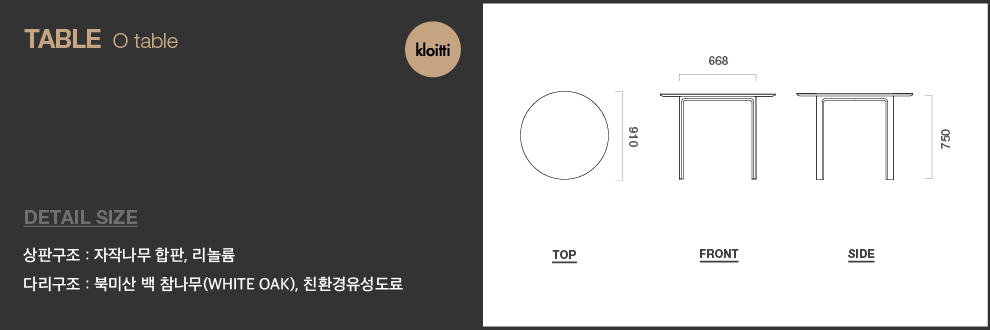 TABLE O table
kloitti
DETAIL SIZE
상판구조 : 자작나무 합판, 리놀륨
다리구조 : 북미산 백 참나무(WHITE OAK), 친환경유성도료
668
910
750
TOP
FRONT
SIDE